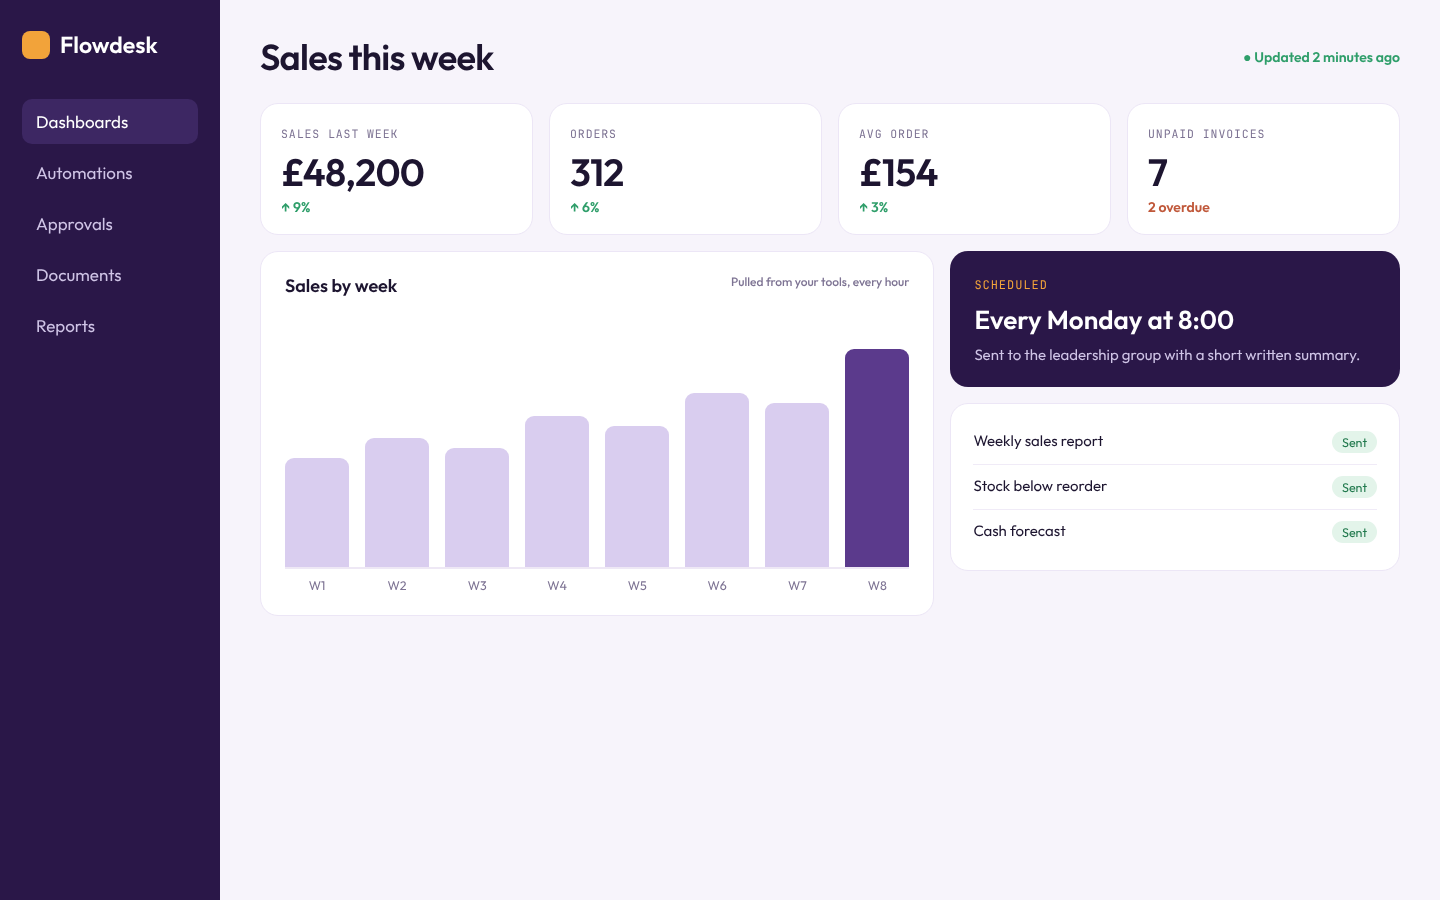 Flowdesk
Dashboards
Automations
Approvals
Documents
Reports
Sales this week
● Updated 2 minutes ago
SALES LAST WEEK
£48,200
↑ 9%
ORDERS
312
↑ 6%
AVG ORDER
£154
↑ 3%
UNPAID INVOICES
7
2 overdue
Sales by week
Pulled from your tools, every hour
W1
W2
W3
W4
W5
W6
W7
W8
SCHEDULED
Every Monday at 8:00
Sent to the leadership group with a short written summary.
Weekly sales report
Sent
Stock below reorder
Sent
Cash forecast
Sent